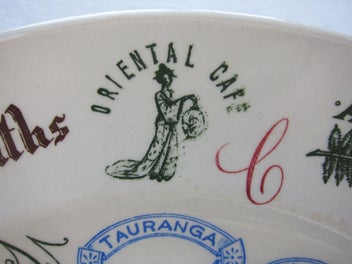 ORIENTAL CAFE
ths
C
TAURANGA